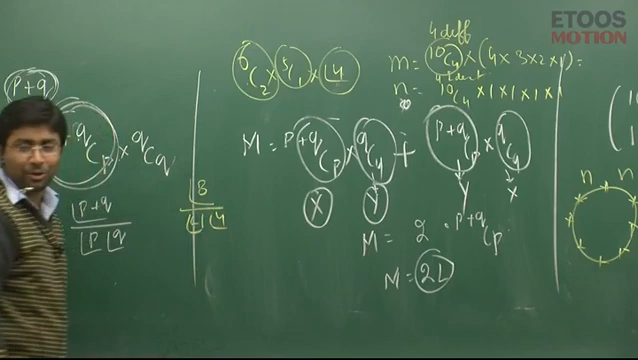 ETOOS
MOTION
p+q
qCp × qCq
⌊p+q
⌊p ⌊q
⌊8
⌊4 ⌊4
6C2 × 5C1 × ⌊4
4 diff
m = 10C4 × (4 × 3 × 2 × 1) =
4 ident
n = 10C4 × 1 × 1 × 1 × 1
M = p+qCp × qCq + p+qCp × qCq
X Y Y X
M = 2 · p+qCp
M = 2L
n n